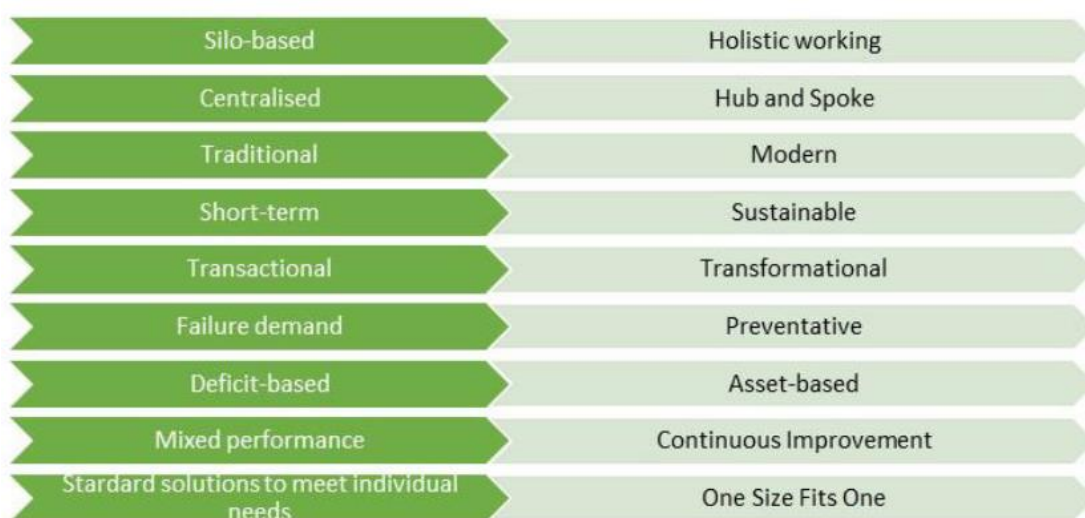 Silo-based Holistic working
Centralised Hub and Spoke
Traditional Modern
Short-term Sustainable
Transactional Transformational
Failure demand Preventative
Deficit-based Asset-based
Mixed performance Continuous Improvement
Stardard solutions to meet individual
needs
One Size Fits One